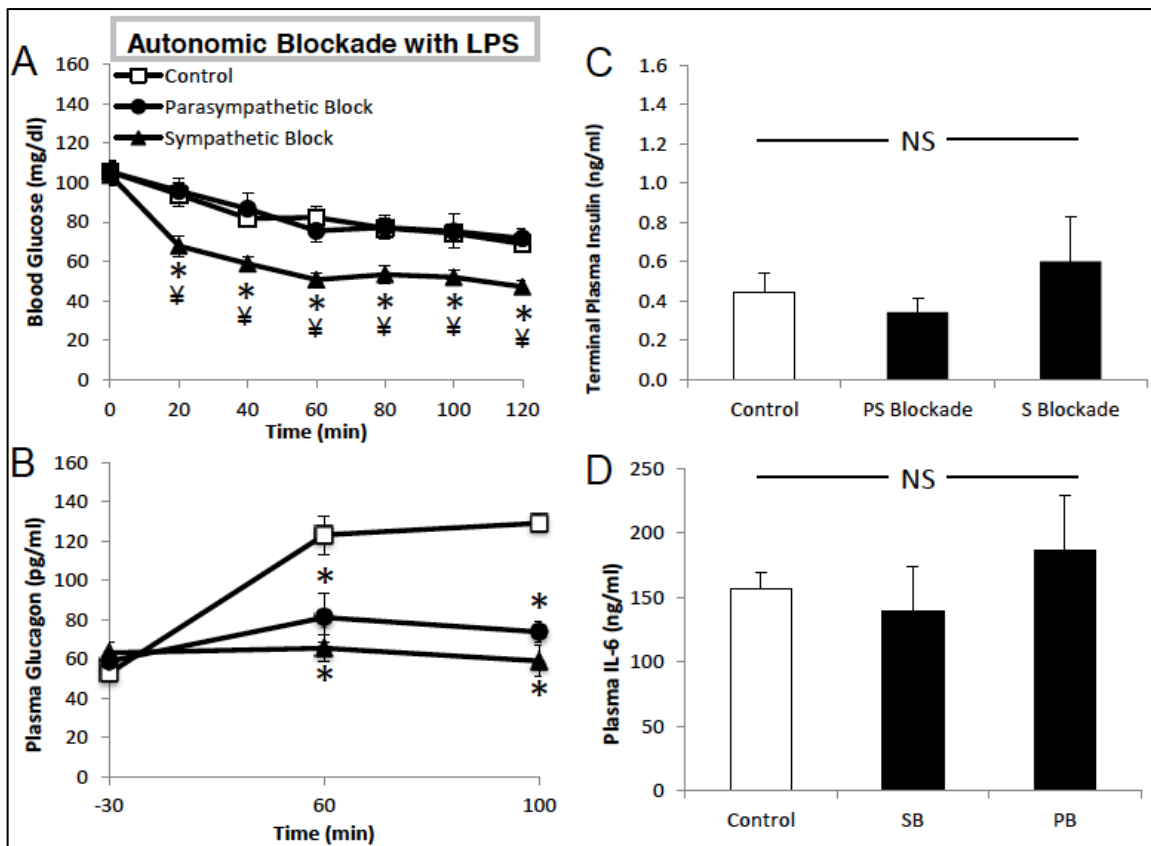 Autonomic Blockade with LPS
A
Control
Parasympathetic Block
Sympathetic Block
Blood Glucose (mg/dl)
160
140
120
100
80
60
40
20
0
* * * * * *
¥ ¥ ¥ ¥ ¥ ¥
0 20 40 60 80 100 120
Time (min)
B
Plasma Glucagon (pg/ml)
160
140
120
100
80
60
40
20
0
* *
* *
-30 60 100
Time (min)
C
Terminal Plasma Insulin (ng/ml)
1.6
1.4
1.2
1.0
0.8
0.6
0.4
0.2
0.0
NS
Control PS Blockade S Blockade
D
Plasma IL-6 (ng/ml)
250
200
150
100
50
0
NS
Control SB PB